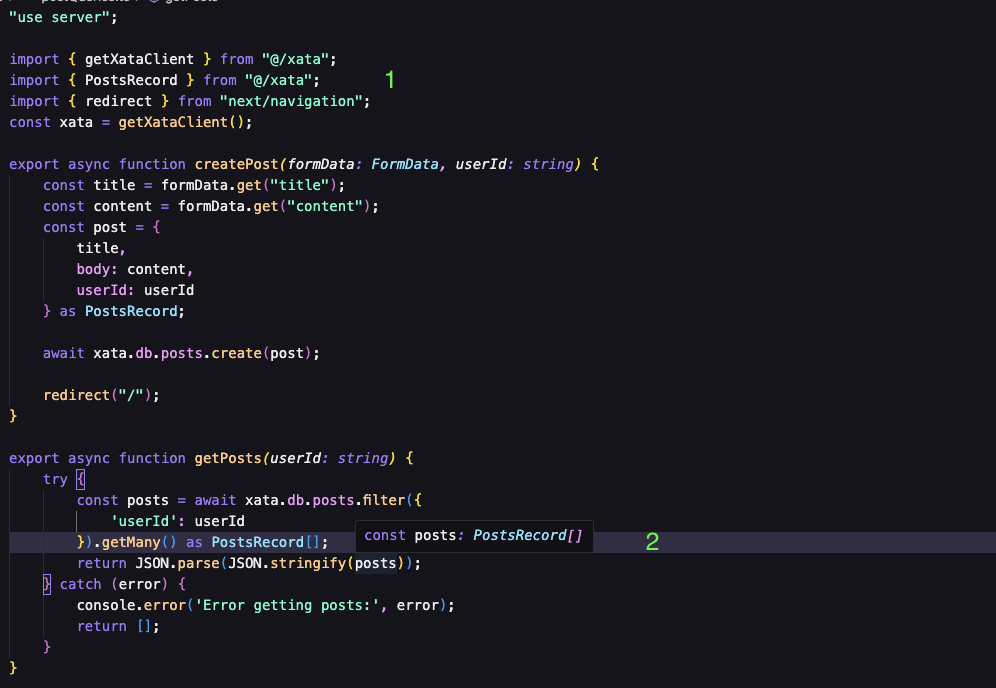 "use server";
import { getXataClient } from "@/xata";
import { PostsRecord } from "@/xata"; 1
import { redirect } from "next/navigation";
const xata = getXataClient();
export async function createPost(formData: FormData, userId: string) {
    const title = formData.get("title");
    const content = formData.get("content");
    const post = {
        title,
        body: content,
        userId: userId
    } as PostsRecord;
    await xata.db.posts.create(post);
    redirect("/");
}
export async function getPosts(userId: string) {
    try {
        const posts = await xata.db.posts.filter({
            'userId': userId
        }).getMany() as PostsRecord[]; const posts: PostsRecord[] 2
        return JSON.parse(JSON.stringify(posts));
    } catch (error) {
        console.error('Error getting posts:', error);
        return [];
    }
}